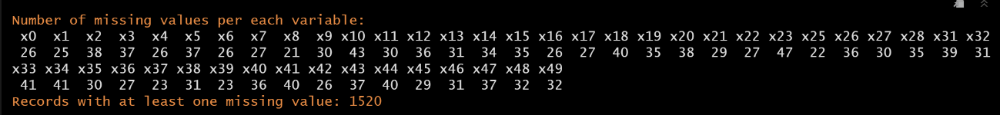 Number of missing values per each variable:
 x0  x1  x2  x3  x4  x5  x6  x7  x8  x9 x10 x11 x12 x13 x14 x15 x16 x17 x18 x19 x20 x21 x22 x23 x25 x26 x27 x28 x31 x32
 26  25  38  37  26  37  26  27  21  30  43  30  36  31  34  35  26  27  40  35  38  29  27  47  22  36  30  35  39  31
x33 x34 x35 x36 x37 x38 x39 x40 x41 x42 x43 x44 x45 x46 x47 x48 x49
 41  41  30  27  23  31  23  36  40  26  37  40  29  31  37  32  32
Records with at least one missing value: 1520